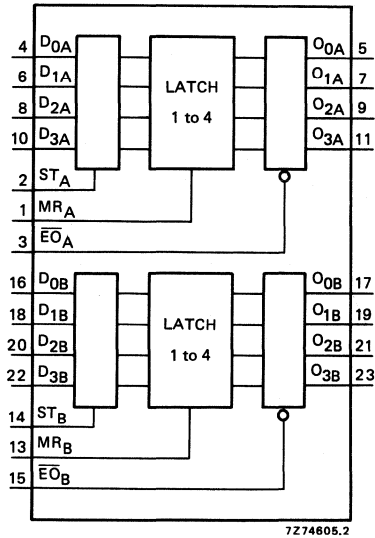 4 D0A O0A 5
6 D1A LATCH O1A 7
8 D2A 1 to 4 O2A 9
10 D3A O3A 11
2 STA
1 MRA
3 E̅O̅A
16 D0B O0B 17
18 D1B LATCH O1B 19
20 D2B 1 to 4 O2B 21
22 D3B O3B 23
14 STB
13 MRB
15 E̅O̅B
7Z74605.2